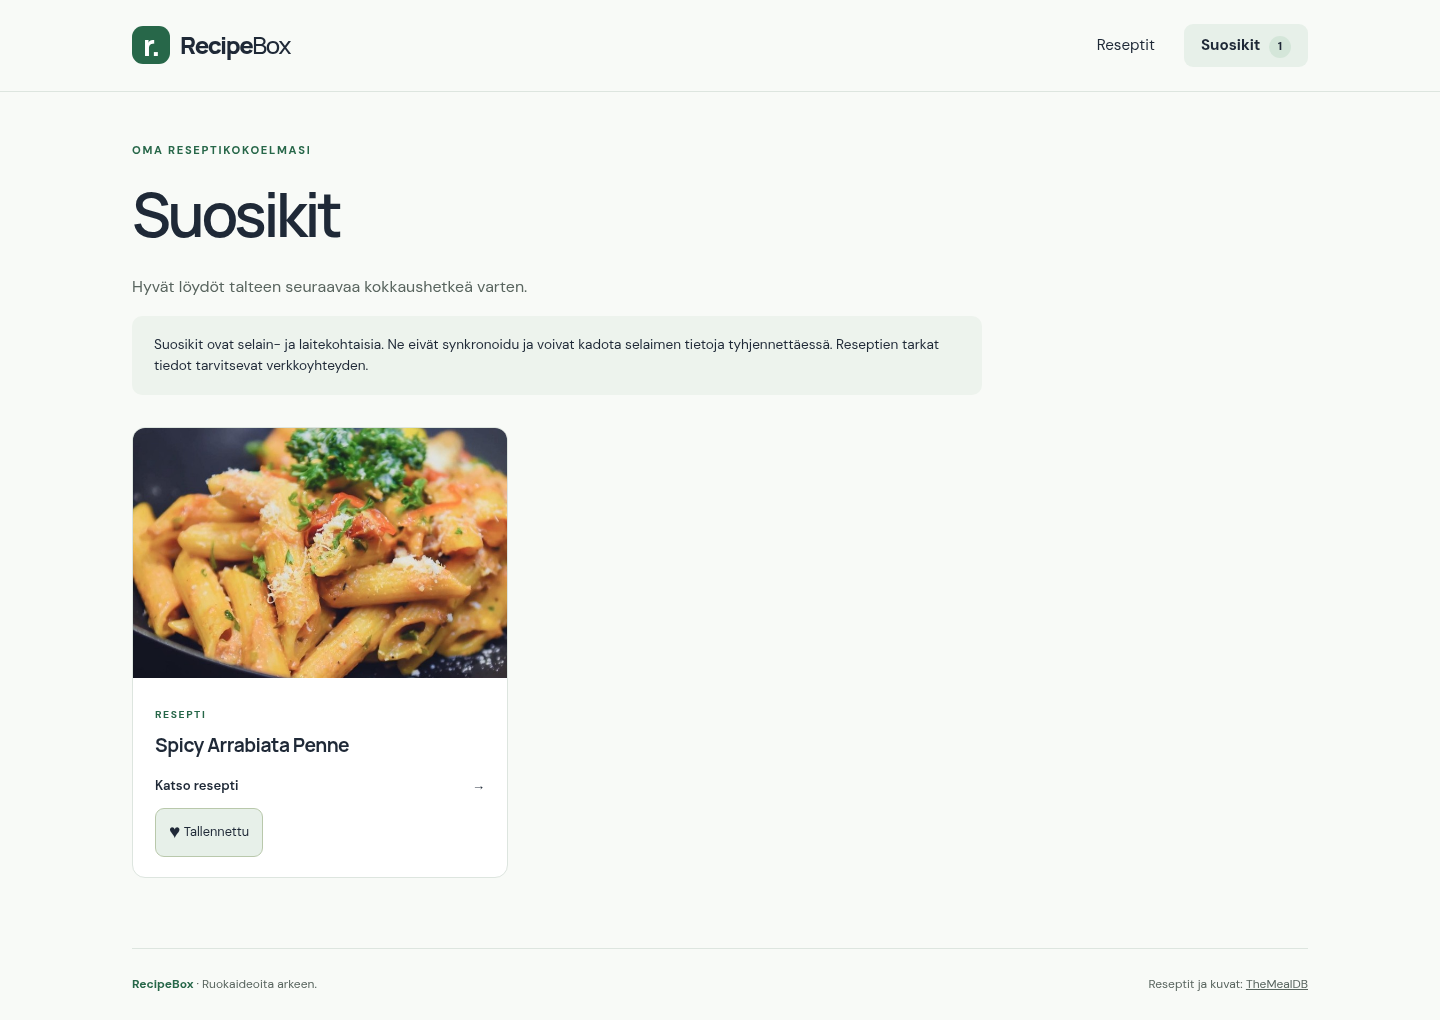 r. RecipeBox
Reseptit
Suosikit 1
OMA RESEPTIKOKOELMASI
Suosikit
Hyvät löydöt talteen seuraavaa kokkaushetkeä varten.
Suosikit ovat selain- ja laitekohtaisia. Ne eivät synkronoidu ja voivat kadota selaimen tietoja tyhjennettäessä. Reseptien tarkat
tiedot tarvitsevat verkkoyhteyden.
RESEPTI
Spicy Arrabiata Penne
Katso resepti →
♥ Tallennettu
RecipeBox · Ruokaideoita arkeen.
Reseptit ja kuvat: TheMealDB